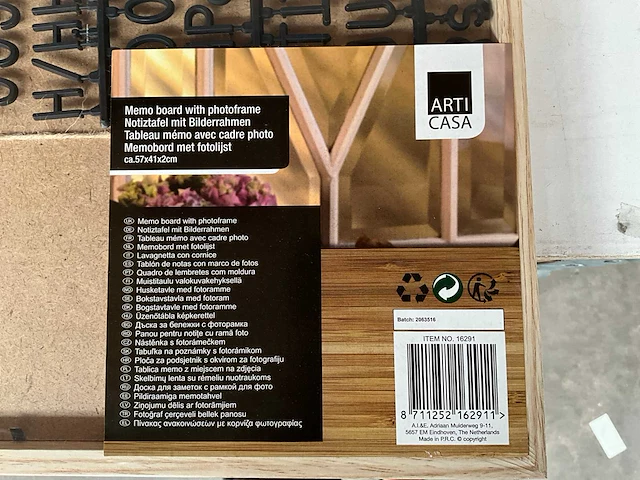 Memo board with photoframe
Notiztafel mit Bilderrahmen
Tableau mémo avec cadre photo
Memobord met fotolijst
ca.57x41x2cm
ARTI
CASA
Memo board with photoframe
Notiztafel mit Bilderrahmen
Tableau mémo avec cadre photo
Memobord met fotolijst
Lavagnetta con cornice
Tablón de notas con marco de fotos
Quadro de lembretes com moldura
Muistitaulu valokuvakehyksellä
Husketavle med fotoramme
Bokstavstavla med fotoram
Bogstavtavle med fotoramme
Üzenőtábla képkerettel
Дъска за бележки с фоторамка
Panou pentru notițe cu ramă foto
Nástěnka s fotorámečkem
Tabuľka na poznámky s fotorámikom
Ploča za podsjetnik s okvirom za fotografiju
Tablica memo z miejscem na zdjęcia
Skelbimų lenta su rėmeliu nuotraukoms
Доска для заметок с рамкой для фото
Pildiraamiga memotahvel
Ziņojumu dēlis ar fotorāmjiem
Fotoğraf çerçeveli bellek panosu
Πίνακας ανακοινώσεων με κορνίζα φωτογραφίας
Batch: 2063516
ITEM NO. 16291
8 711252 162911 >
A.I.&E, Adriaan Mulderweg 9-11,
5657 EM Eindhoven, The Netherlands
Made in P.R.C. © copyright